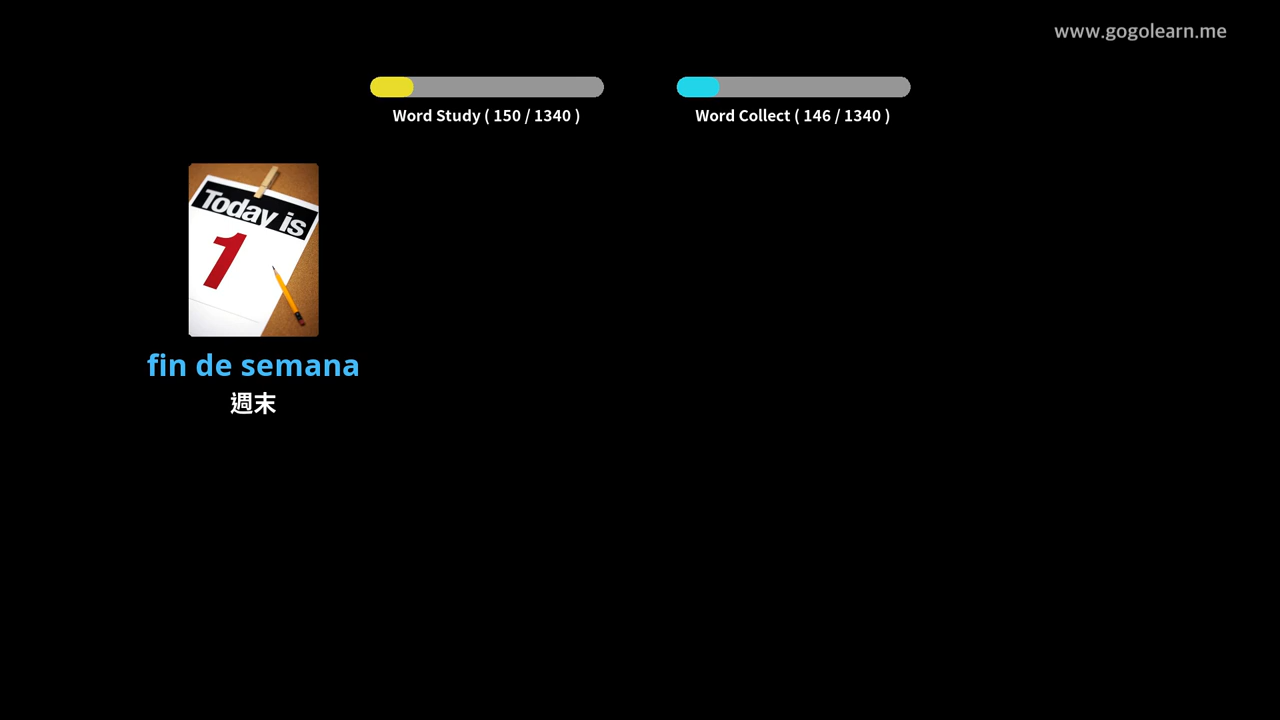 www.gogolearn.me
Word Study ( 150 / 1340 )
Word Collect ( 146 / 1340 )
Today is
1
fin de semana
週末